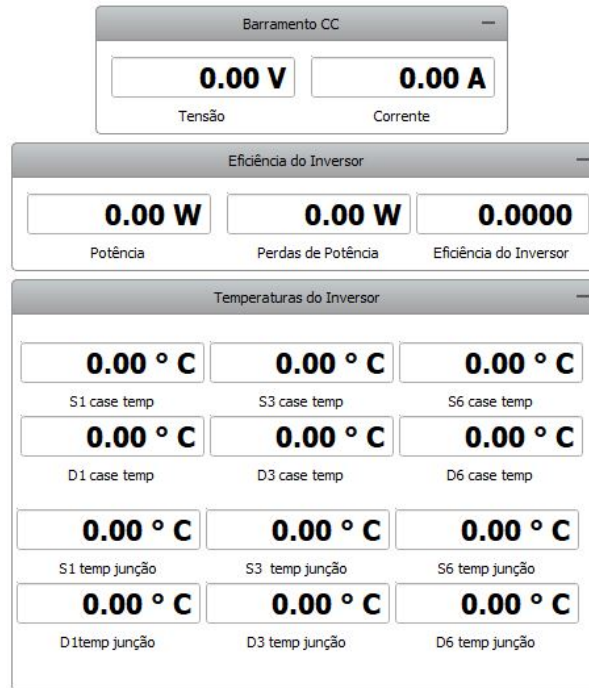 Barramento CC
0.00 V 0.00 A
Tensão Corrente
Eficiência do Inversor
0.00 W 0.00 W 0.0000
Potência Perdas de Potência Eficiência do Inversor
Temperaturas do Inversor
0.00 ° C 0.00 ° C 0.00 ° C
S1 case temp S3 case temp S6 case temp
0.00 ° C 0.00 ° C 0.00 ° C
D1 case temp D3 case temp D6 case temp
0.00 ° C 0.00 ° C 0.00 ° C
S1 temp junção S3 temp junção S6 temp junção
0.00 ° C 0.00 ° C 0.00 ° C
D1temp junção D3 temp junção D6 temp junção